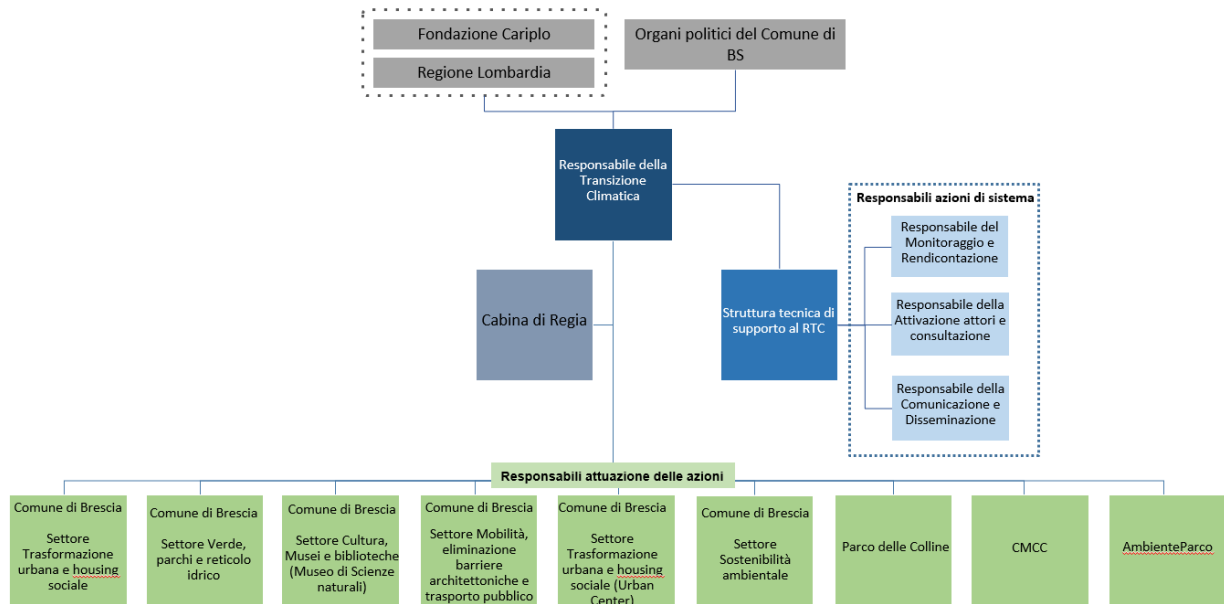 Fondazione Cariplo
Regione Lombardia
Organi politici del Comune di
BS
Responsabile della
Transizione
Climatica
Responsabili azioni di sistema
Responsabile del
Monitoraggio e
Rendicontazione
Cabina di Regia
Struttura tecnica di
supporto al RTC
Responsabile della
Attivazione attori e
consultazione
Responsabile della
Comunicazione e
Disseminazione
Responsabili attuazione delle azioni
Comune di Brescia
Settore
Trasformazione
urbana e housing
sociale
Comune di Brescia
Settore Verde,
parchi e reticolo
idrico
Comune di Brescia
Settore Cultura,
Musei e biblioteche
(Museo di Scienze
naturali)
Comune di Brescia
Settore Mobilità,
eliminazione
barriere
architettoniche e
trasporto pubblico
Comune di Brescia
Settore
Trasformazione
urbana e housing
sociale (Urban
Center)
Comune di Brescia
Settore
Sostenibilità
ambientale
Parco delle Colline
CMCC
AmbienteParco